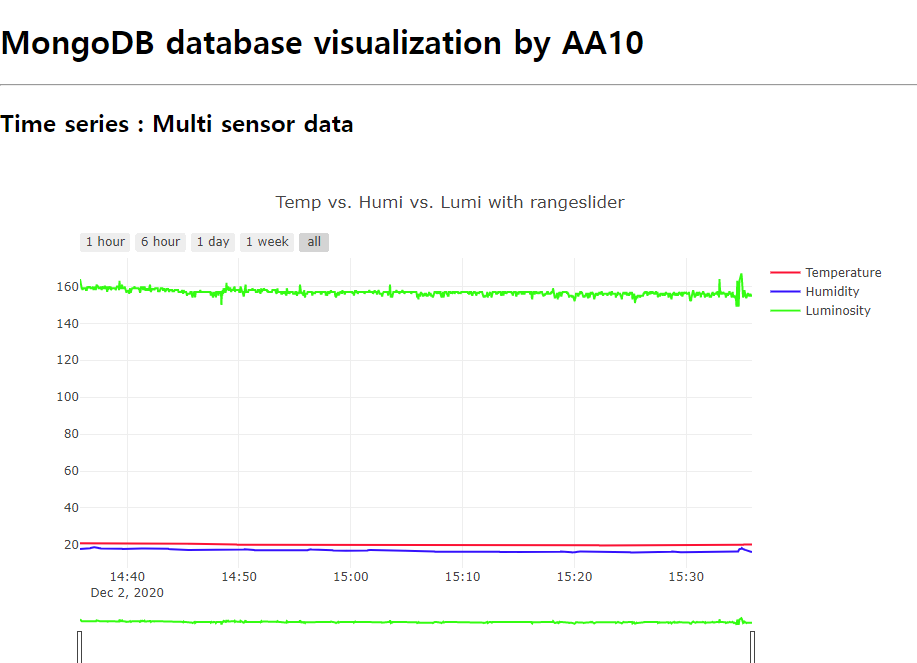 MongoDB database visualization by AA10
Time series : Multi sensor data
Temp vs. Humi vs. Lumi with rangeslider
1 hour 6 hour 1 day 1 week all
Temperature
Humidity
Luminosity
160
140
120
100
80
60
40
20
14:40 14:50 15:00 15:10 15:20 15:30
Dec 2, 2020